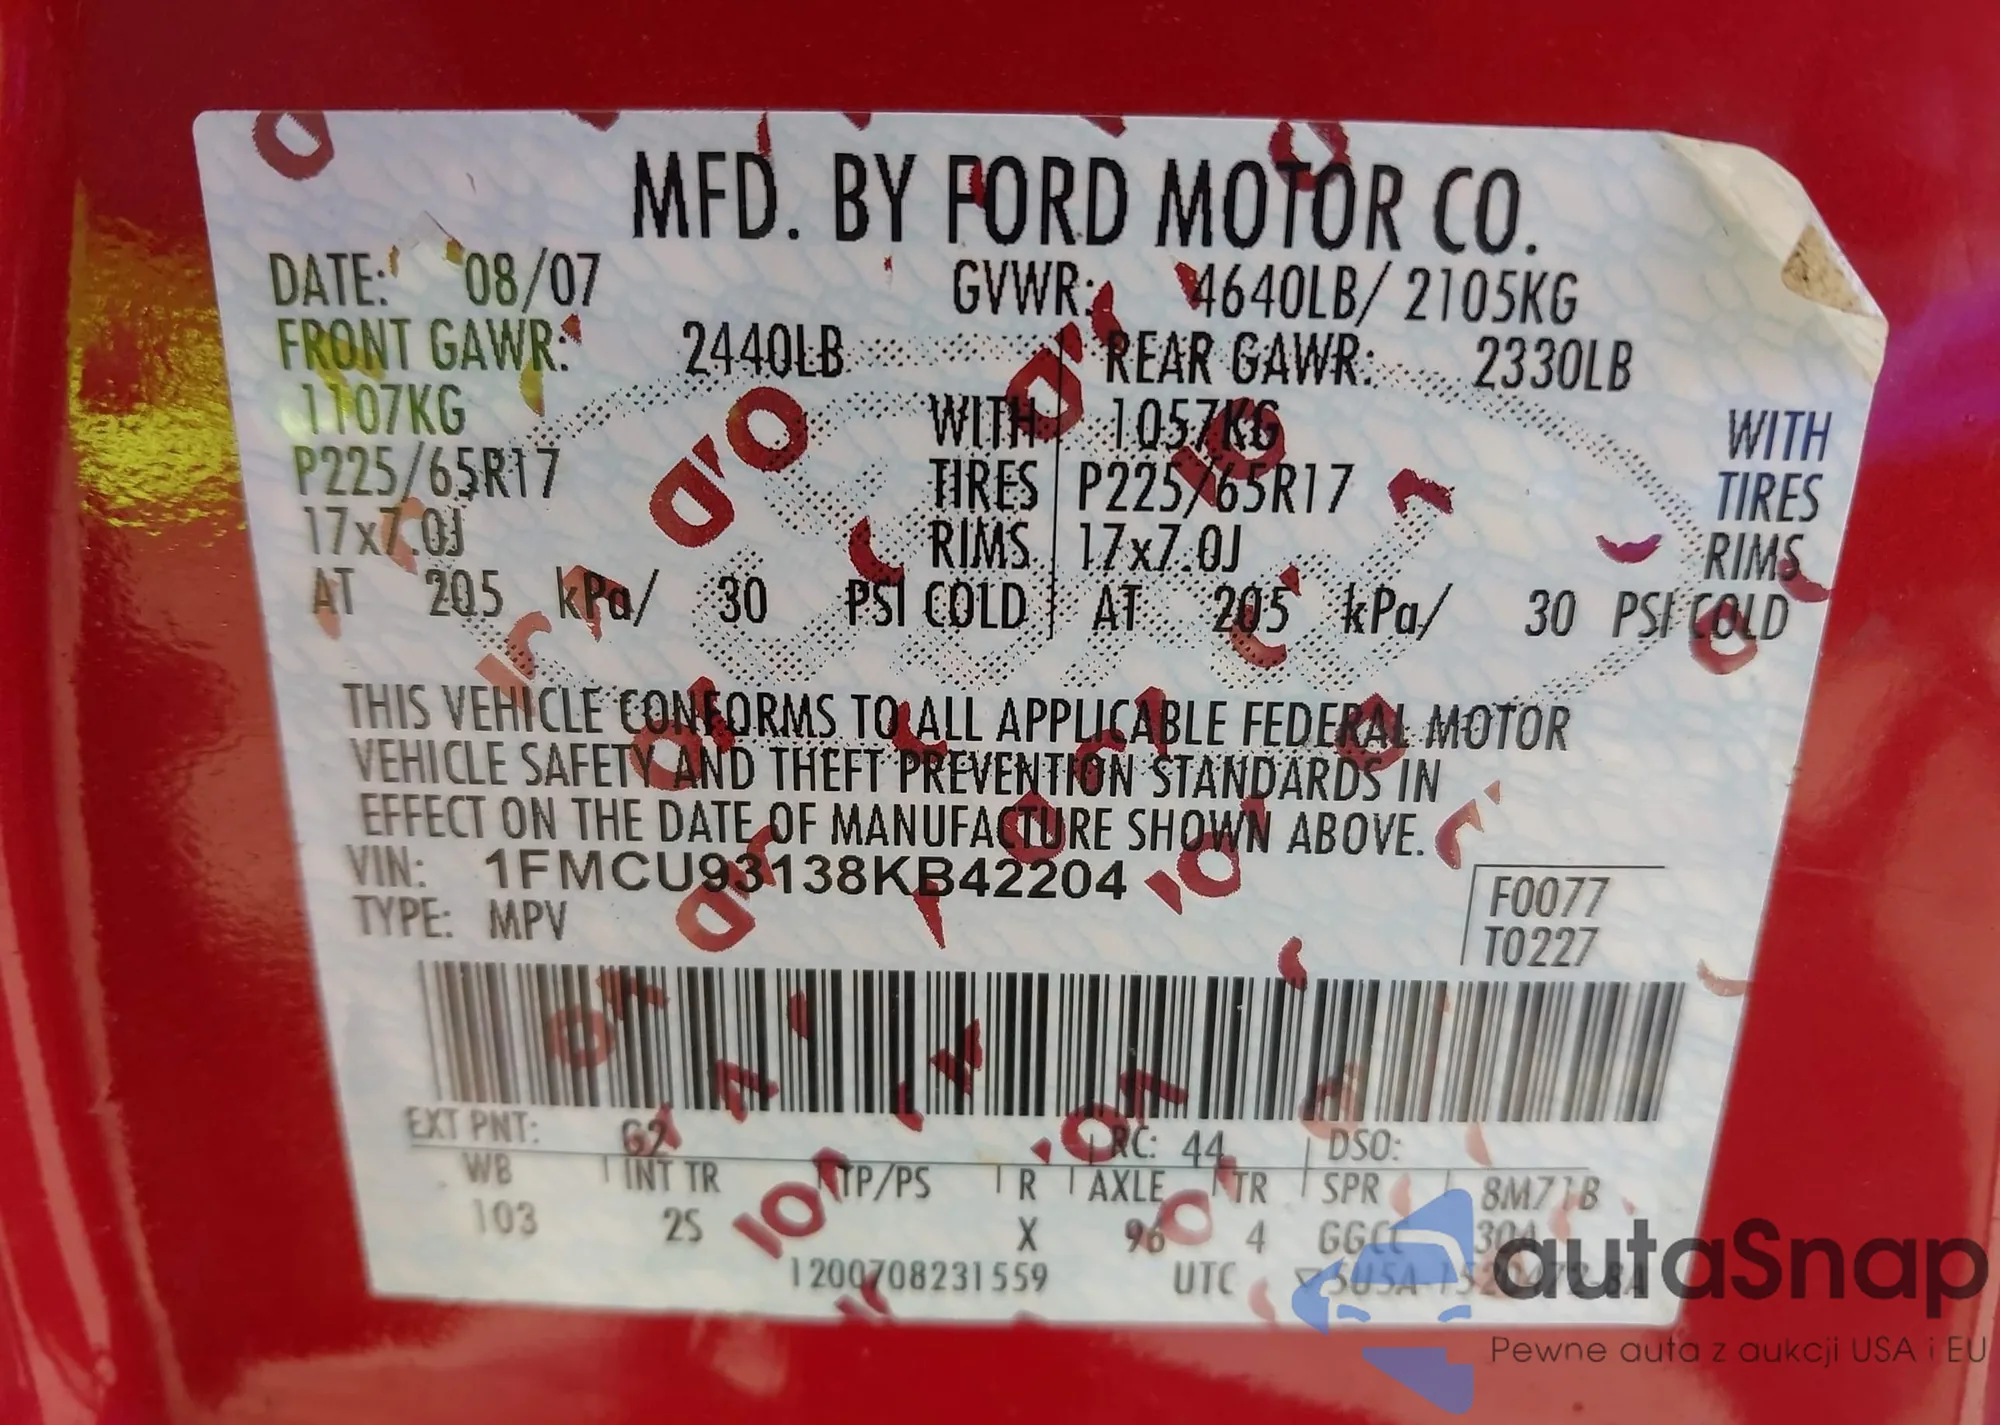 MFD. BY FORD MOTOR CO.
DATE: 08/07 GVWR: 4640LB/ 2105KG
FRONT GAWR: 2440LB REAR GAWR: 2330LB
1107KG WITH 1057KG WITH
P225/65R17 TIRES P225/65R17 TIRES
17x7.0J RIMS 17x7.0J RIMS
AT 205 kPa/ 30 PSI COLD AT 205 kPa/ 30 PSI COLD
THIS VEHICLE CONFORMS TO ALL APPLICABLE FEDERAL MOTOR
VEHICLE SAFETY AND THEFT PREVENTION STANDARDS IN
EFFECT ON THE DATE OF MANUFACTURE SHOWN ABOVE.
VIN: 1FMCU93138KB42204
F0077
TYPE: MPV
T0227
EXT PNT: G2 RC: 44 DSO:
WB INT TR TP/PS R AXLE TR SPR 8M71B
103 2S X 96 4 GGCC
1200708231559 UTC
autaSnap
Pewne auta z aukcji USA i EU